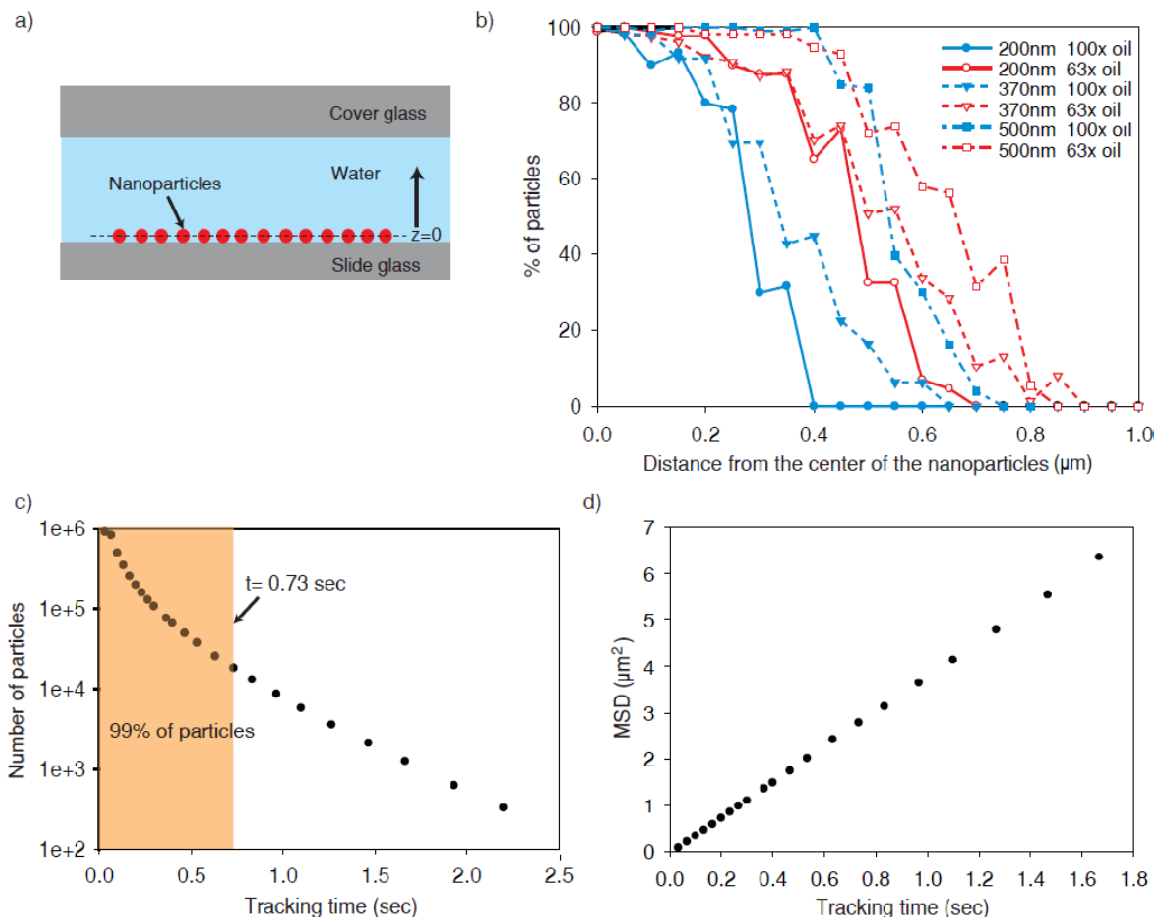 a)
Cover glass
Nanoparticles
Water
z=0
Slide glass
b)
% of particles
100
80
60
40
20
0
0.0 0.2 0.4 0.6 0.8 1.0
Distance from the center of the nanoparticles (μm)
200nm 100x oil
200nm 63x oil
370nm 100x oil
370nm 63x oil
500nm 100x oil
500nm 63x oil
c)
Number of particles
1e+6
1e+5
1e+4
1e+3
1e+2
t= 0.73 sec
99% of particles
0.0 0.5 1.0 1.5 2.0 2.5
Tracking time (sec)
d)
MSD (μm²)
7
6
5
4
3
2
1
0
0.0 0.2 0.4 0.6 0.8 1.0 1.2 1.4 1.6 1.8
Tracking time (sec)